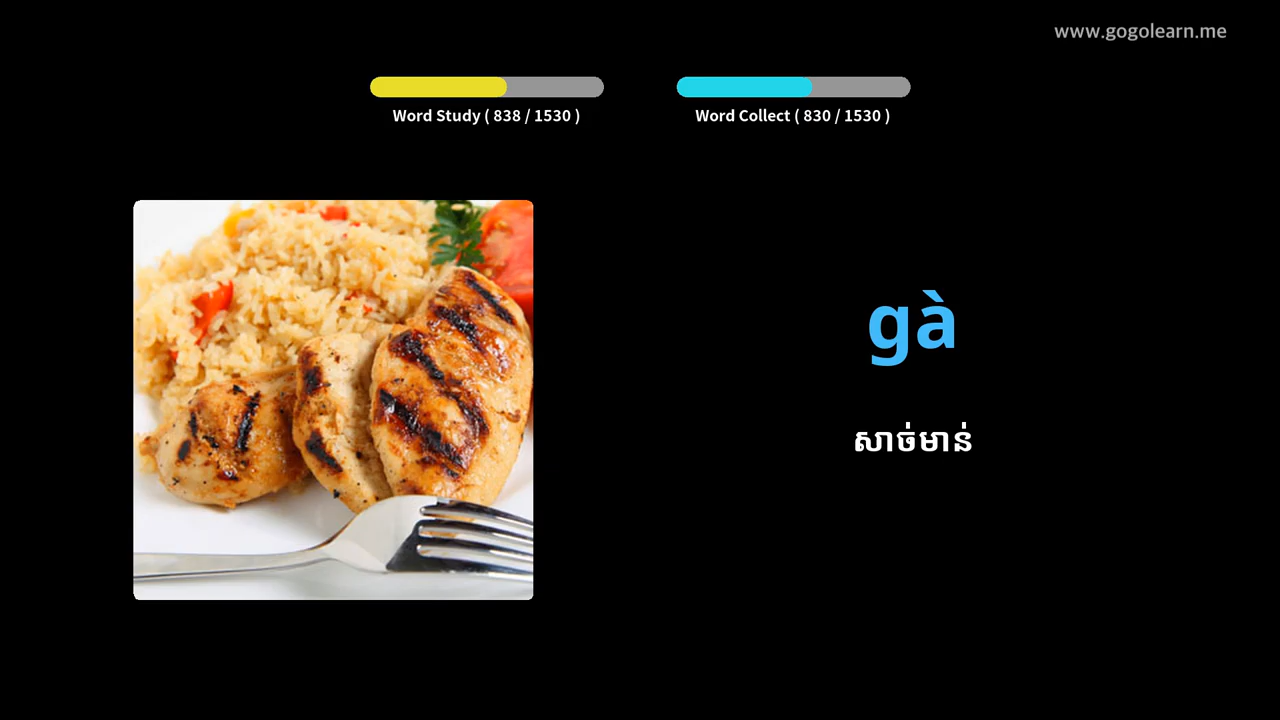 www.gogolearn.me
Word Study ( 838 / 1530 )
Word Collect ( 830 / 1530 )
gà
សាច់មាន់